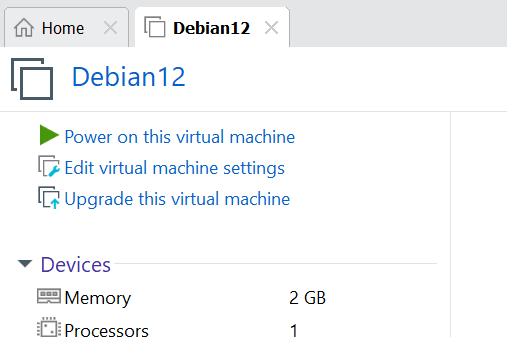 Home
Debian12
Debian12
Power on this virtual machine
Edit virtual machine settings
Upgrade this virtual machine
Devices
Memory 2 GB
Processors 1